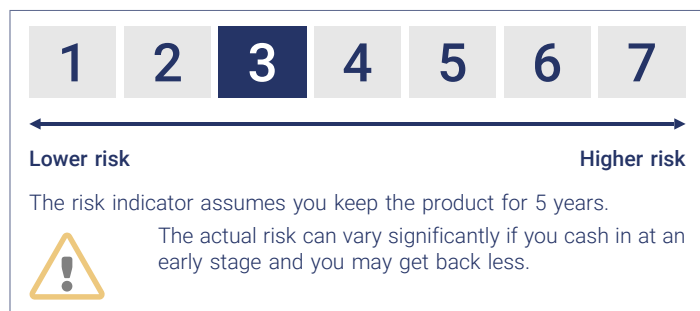 1 2 3 4 5 6 7
Lower risk Higher risk
The risk indicator assumes you keep the product for 5 years.
The actual risk can vary significantly if you cash in at an
early stage and you may get back less.